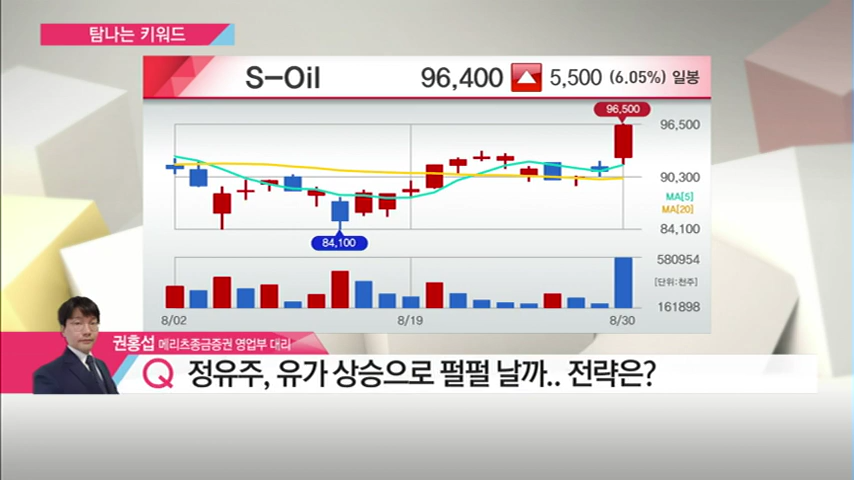 탐나는 키워드
S-Oil 96,400 5,500 (6.05%) 일봉
96,500
96,500
90,300
MA[5]
MA[20]
84,100
84,100
580954
[단위:천주]
161898
8/02 8/19 8/30
권홍섭 메리츠종금증권 영업부 대리
Q 정유주, 유가 상승으로 펄펄 날까.. 전략은?